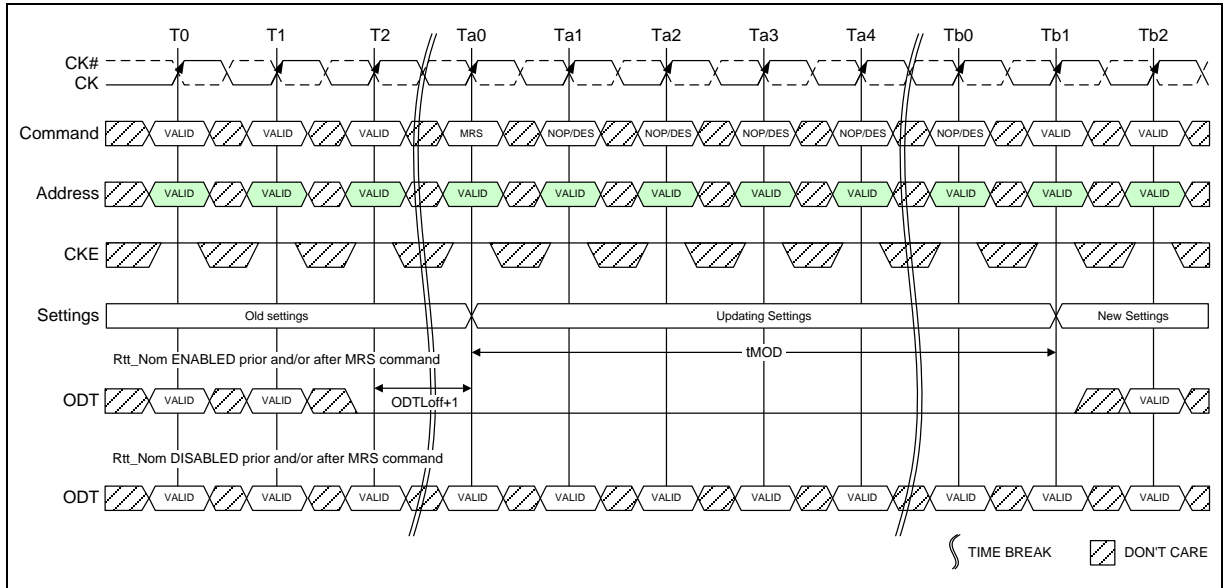 T0 T1 T2 Ta0 Ta1 Ta2 Ta3 Ta4 Tb0 Tb1 Tb2
CK#
CK
Command VALID VALID VALID MRS NOP/DES NOP/DES NOP/DES NOP/DES NOP/DES VALID VALID
Address VALID VALID VALID VALID VALID VALID VALID VALID VALID VALID VALID
CKE
Settings Old settings Updating Settings New Settings
Rtt_Nom ENABLED prior and/or after MRS command tMOD
ODT VALID VALID ODTLoff+1 VALID
Rtt_Nom DISABLED prior and/or after MRS command
ODT VALID VALID VALID VALID VALID VALID VALID VALID VALID VALID VALID
TIME BREAK DON'T CARE